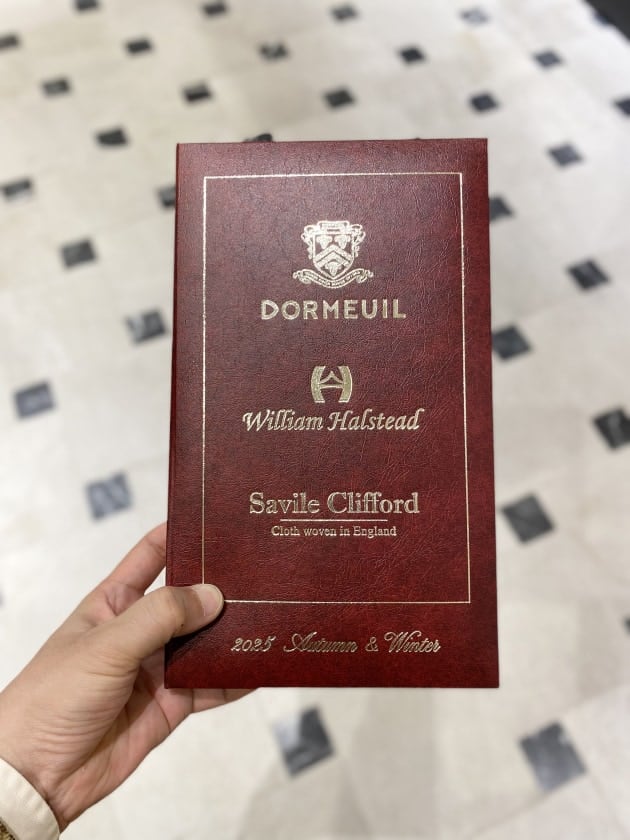 DORMEUIL
William Halstead
Savile Clifford
Cloth woven in England
2025 Autumn & Winter